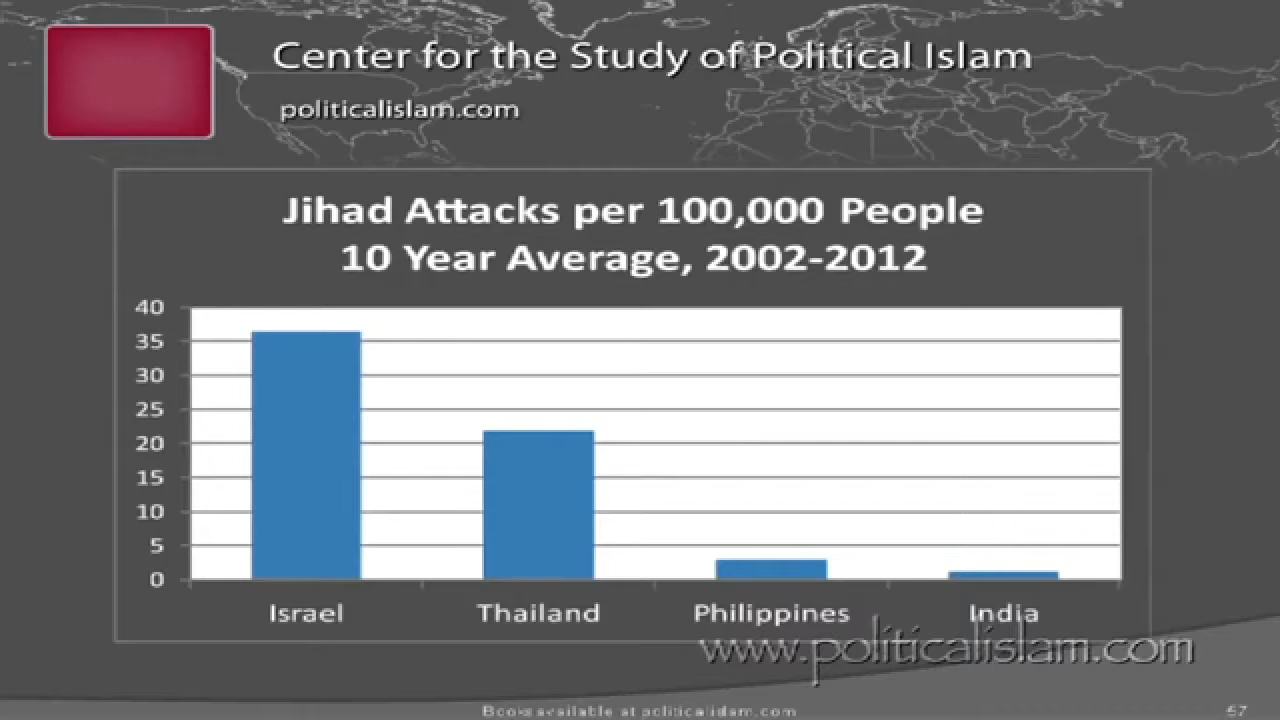 Center for the Study of Political Islam
politicalislam.com
Jihad Attacks per 100,000 People
10 Year Average, 2002-2012
40
35
30
25
20
15
10
5
0
Israel Thailand Philippines India
www.politicalislam.com
Books available at politicalislam.com
57